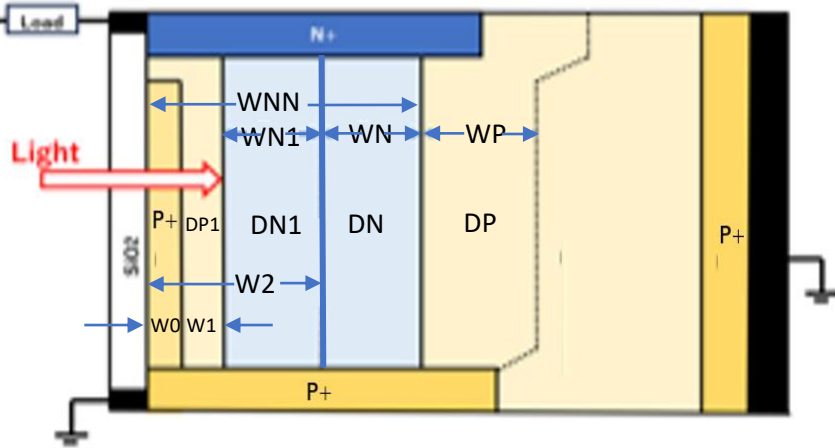 Load
N+
WNN
WN1
WN
WP
Light
P+
DP1
DN1
DN
DP
P+
SiO2
W2
W0
W1
P+